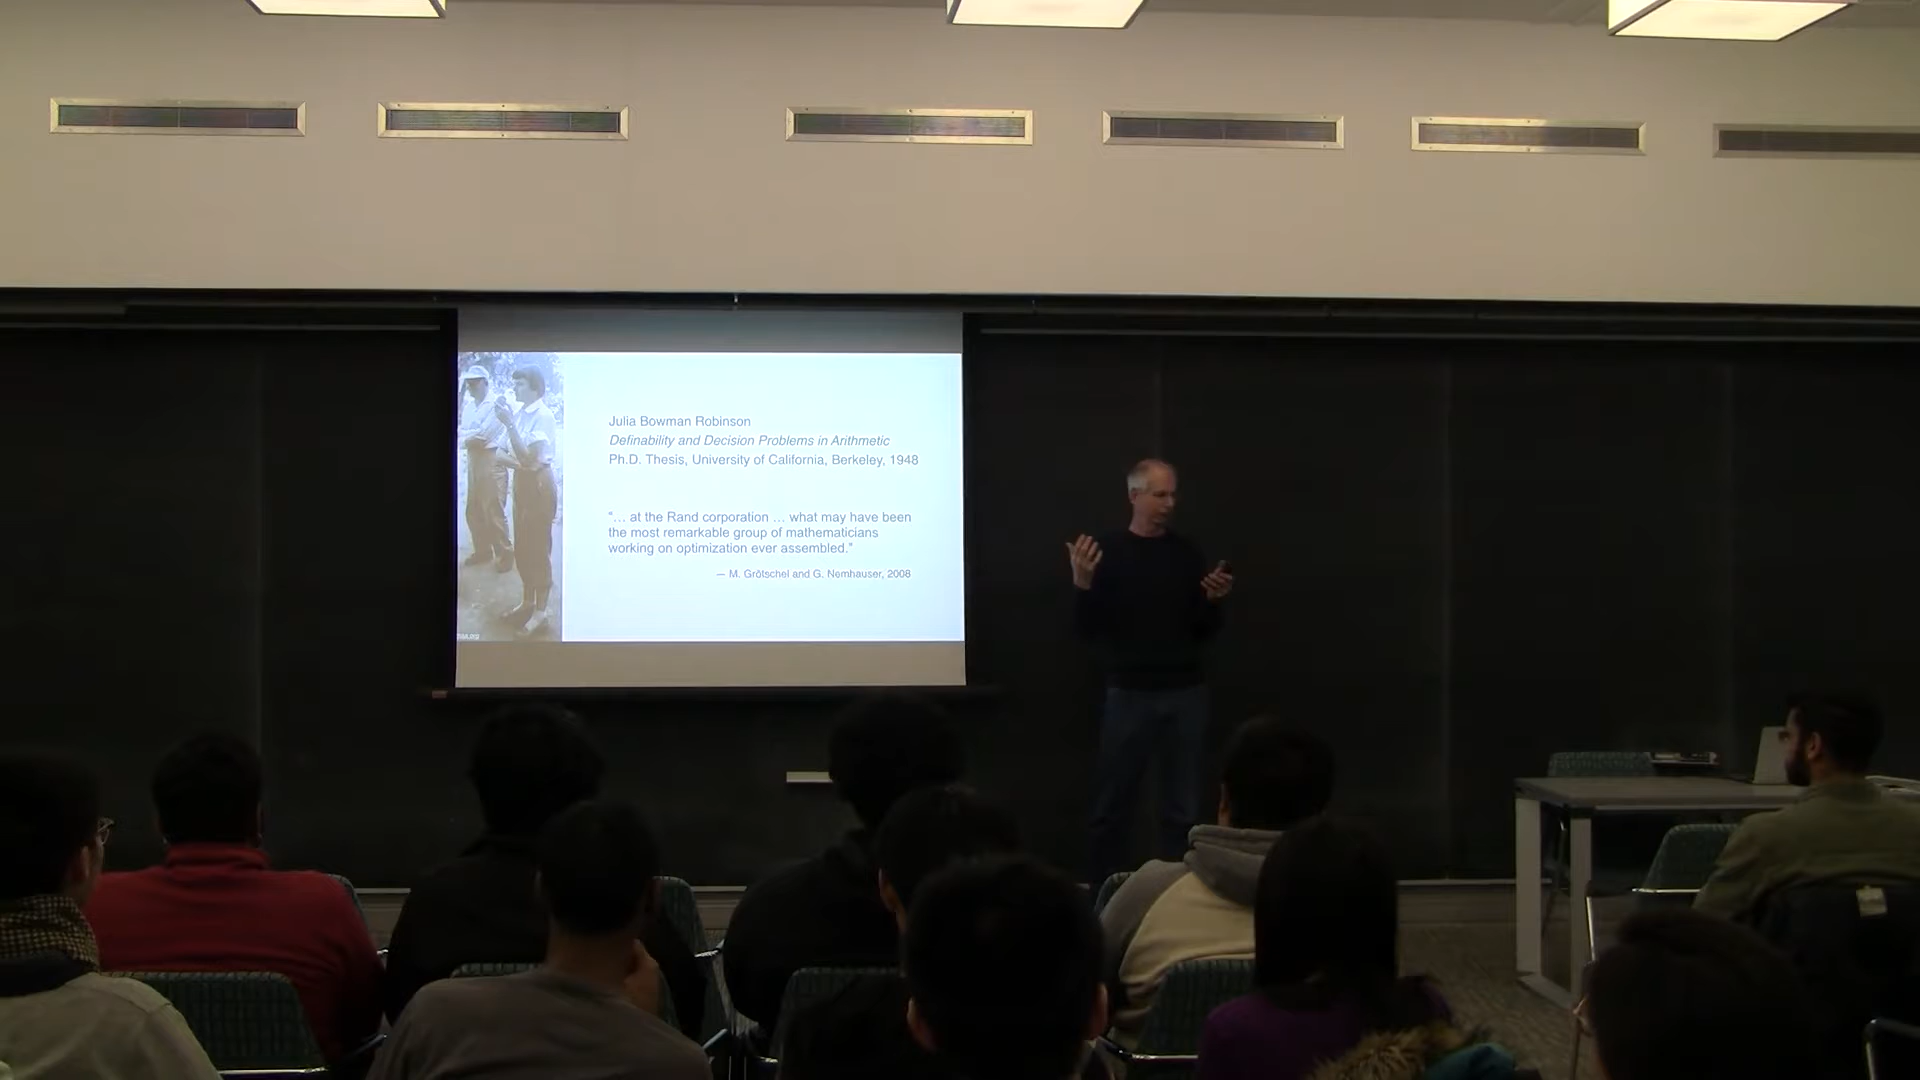 Julia Bowman Robinson
Definability and Decision Problems in Arithmetic
Ph.D. Thesis, University of California, Berkeley, 1948
“... at the Rand corporation ... what may have been
the most remarkable group of mathematicians
working on optimization ever assembled.”
— M. Grötschel and G. Nemhauser, 2008